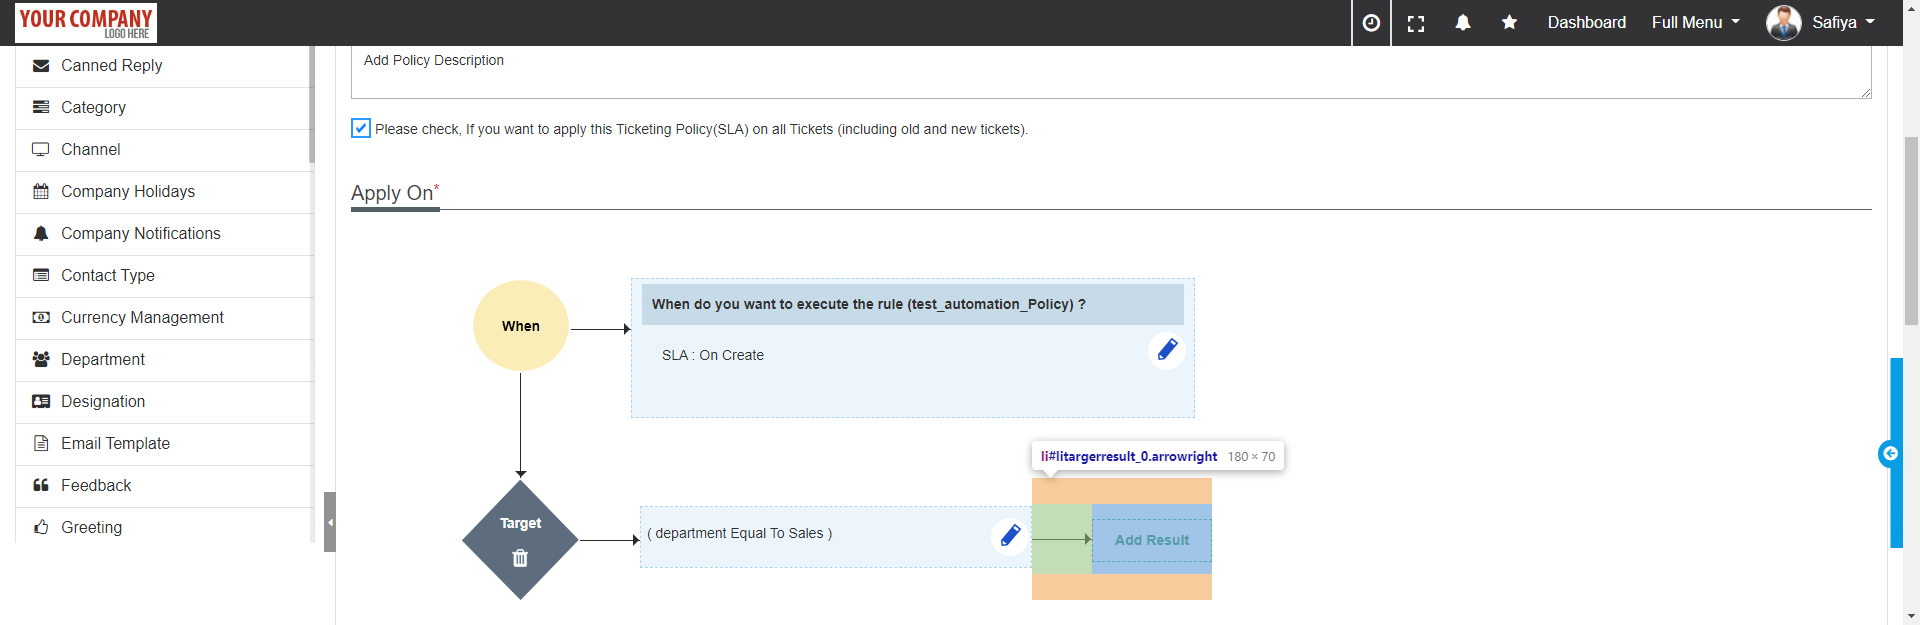 YOUR COMPANY
LOGO HERE
Dashboard
Full Menu
Safiya
Canned Reply
Category
Channel
Company Holidays
Company Notifications
Contact Type
Currency Management
Department
Designation
Email Template
Feedback
Greeting
Add Policy Description
Please check, If you want to apply this Ticketing Policy(SLA) on all Tickets (including old and new tickets).
Apply On*
When
When do you want to execute the rule (test_automation_Policy) ?
SLA : On Create
li#litargerresult_0.arrowright 180 × 70
Target
( department Equal To Sales )
Add Result